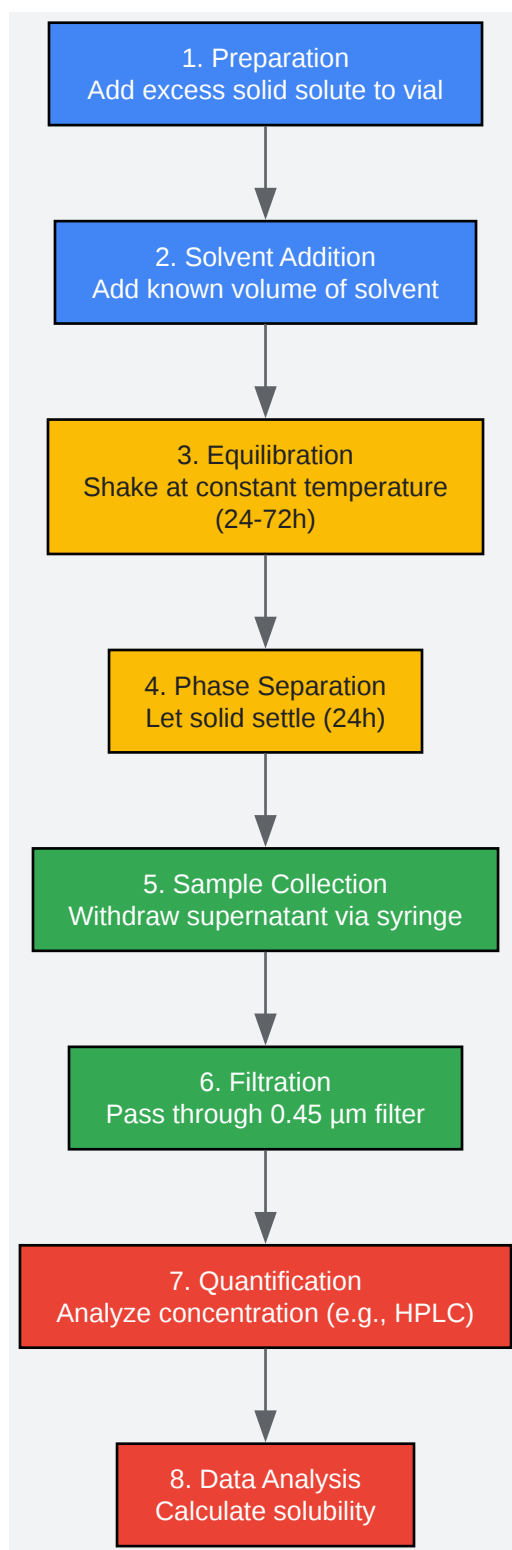 1. Preparation
Add excess solid solute to vial
2. Solvent Addition
Add known volume of solvent
3. Equilibration
Shake at constant temperature
(24-72h)
4. Phase Separation
Let solid settle (24h)
5. Sample Collection
Withdraw supernatant via syringe
6. Filtration
Pass through 0.45 µm filter
7. Quantification
Analyze concentration (e.g., HPLC)
8. Data Analysis
Calculate solubility